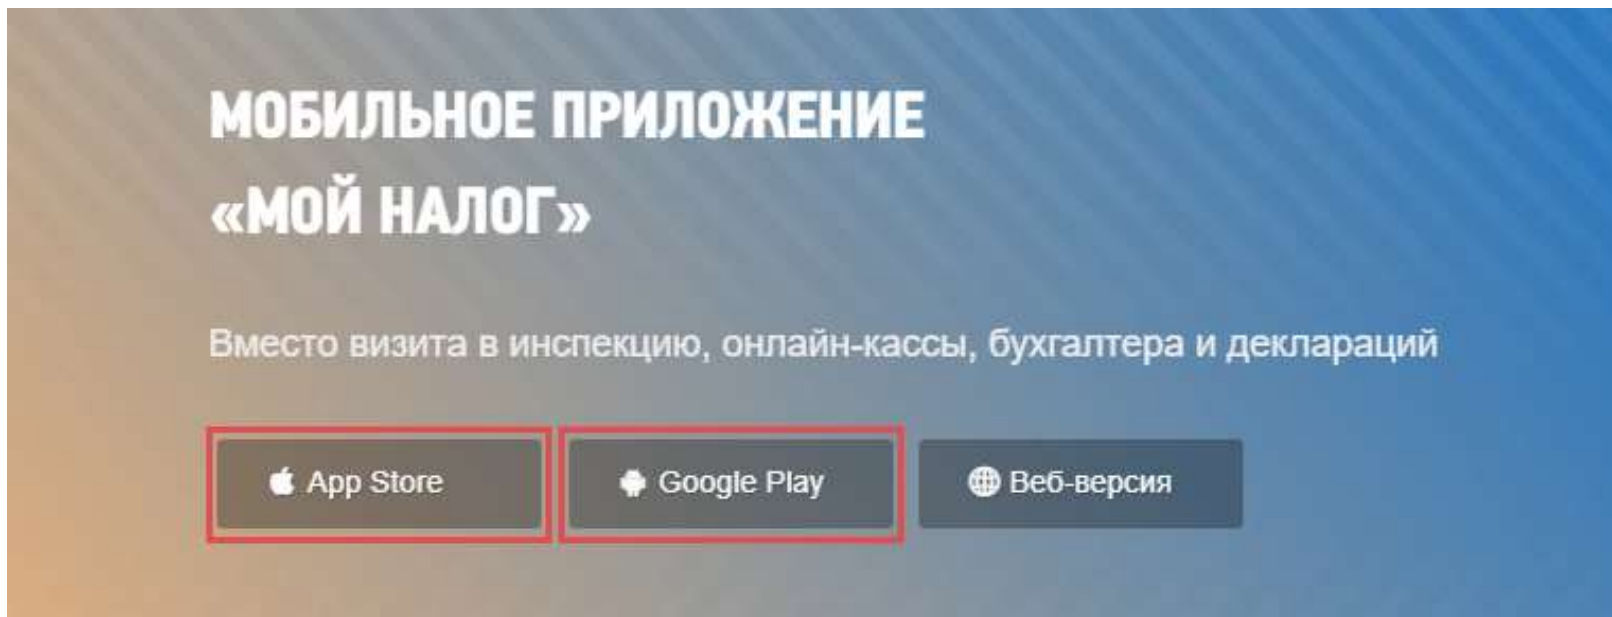 МОБИЛЬНОЕ ПРИЛОЖЕНИЕ
«МОЙ НАЛОГ»
Вместо визита в инспекцию, онлайн-кассы, бухгалтера и деклараций
App Store
Google Play
Веб-версия